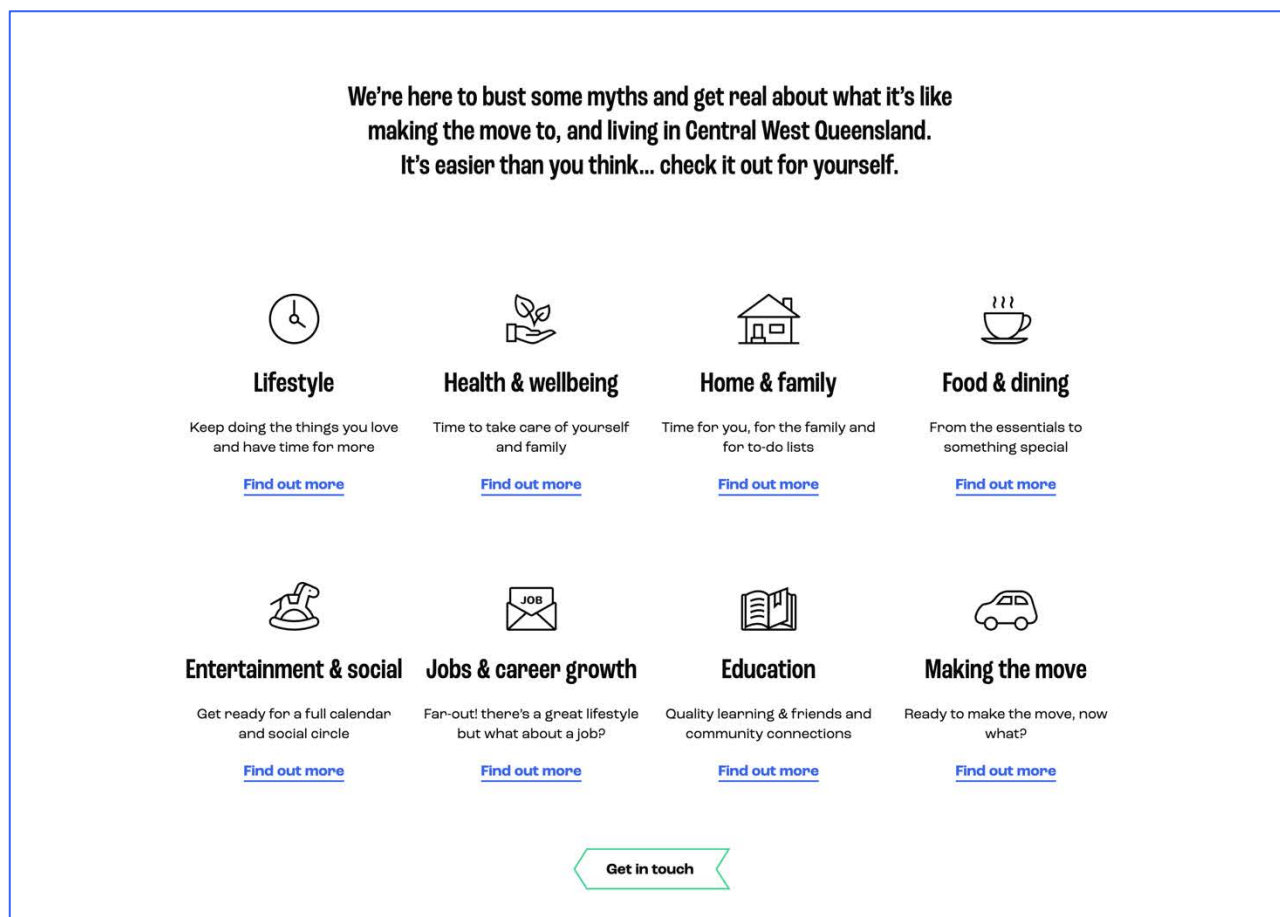 We're here to bust some myths and get real about what it's like
making the move to, and living in Central West Queensland.
It's easier than you think... check it out for yourself.
Lifestyle
Keep doing the things you love
and have time for more
Find out more
Health & wellbeing
Time to take care of yourself
and family
Find out more
Home & family
Time for you, for the family and
for to-do lists
Find out more
Food & dining
From the essentials to
something special
Find out more
Entertainment & social
Get ready for a full calendar
and social circle
Find out more
JOB
Jobs & career growth
Far-out! there's a great lifestyle
but what about a job?
Find out more
Education
Quality learning & friends and
community connections
Find out more
Making the move
Ready to make the move, now
what?
Find out more
Get in touch